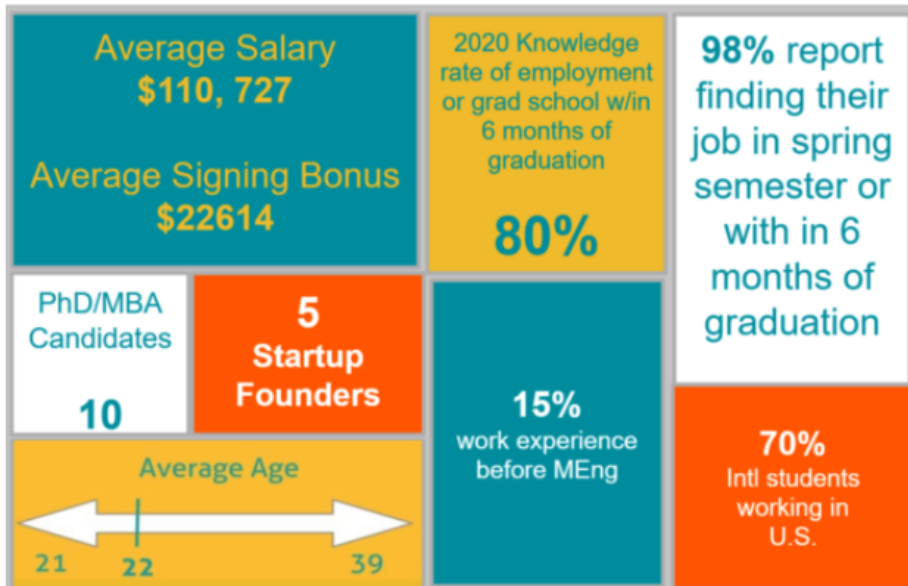 Average Salary
$110, 727
Average Signing Bonus
$22614
2020 Knowledge
rate of employment
or grad school w/in
6 months of
graduation
80%
98% report
finding their
job in spring
semester or
with in 6
months of
graduation
PhD/MBA
Candidates
10
5
Startup
Founders
15%
work experience
before MEng
70%
Intl students
working in
U.S.
Average Age
21 22 39